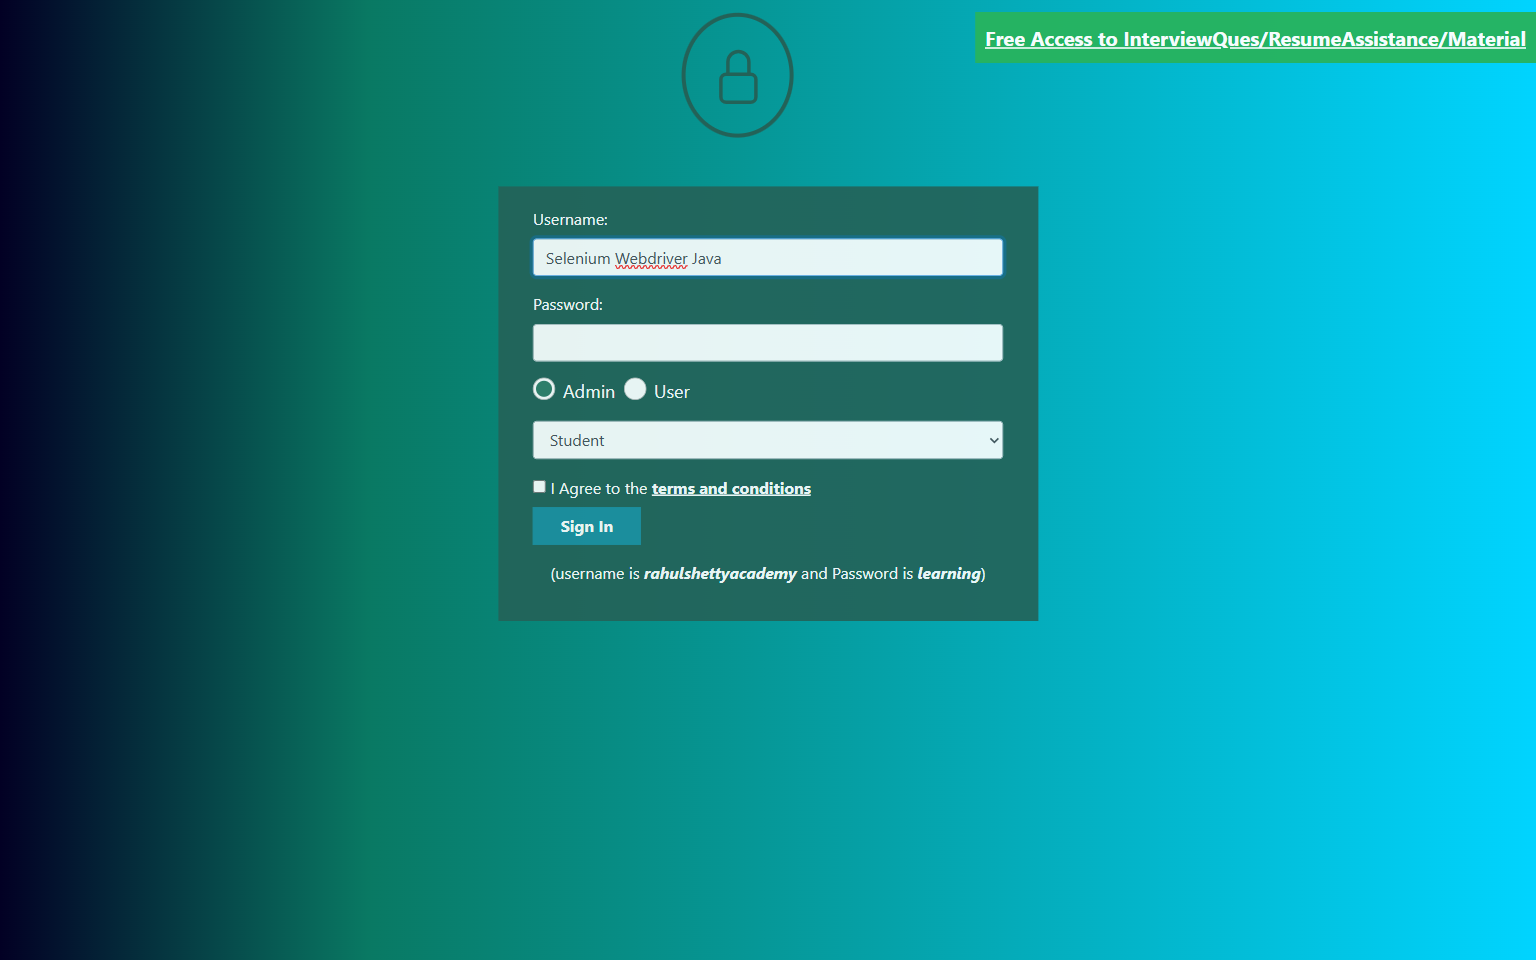 Free Access to InterviewQues/ResumeAssistance/Material
Username:
Selenium Webdriver Java
Password:
Admin User
Student
I Agree to the terms and conditions
Sign In
(username is rahulshettyacademy and Password is learning)